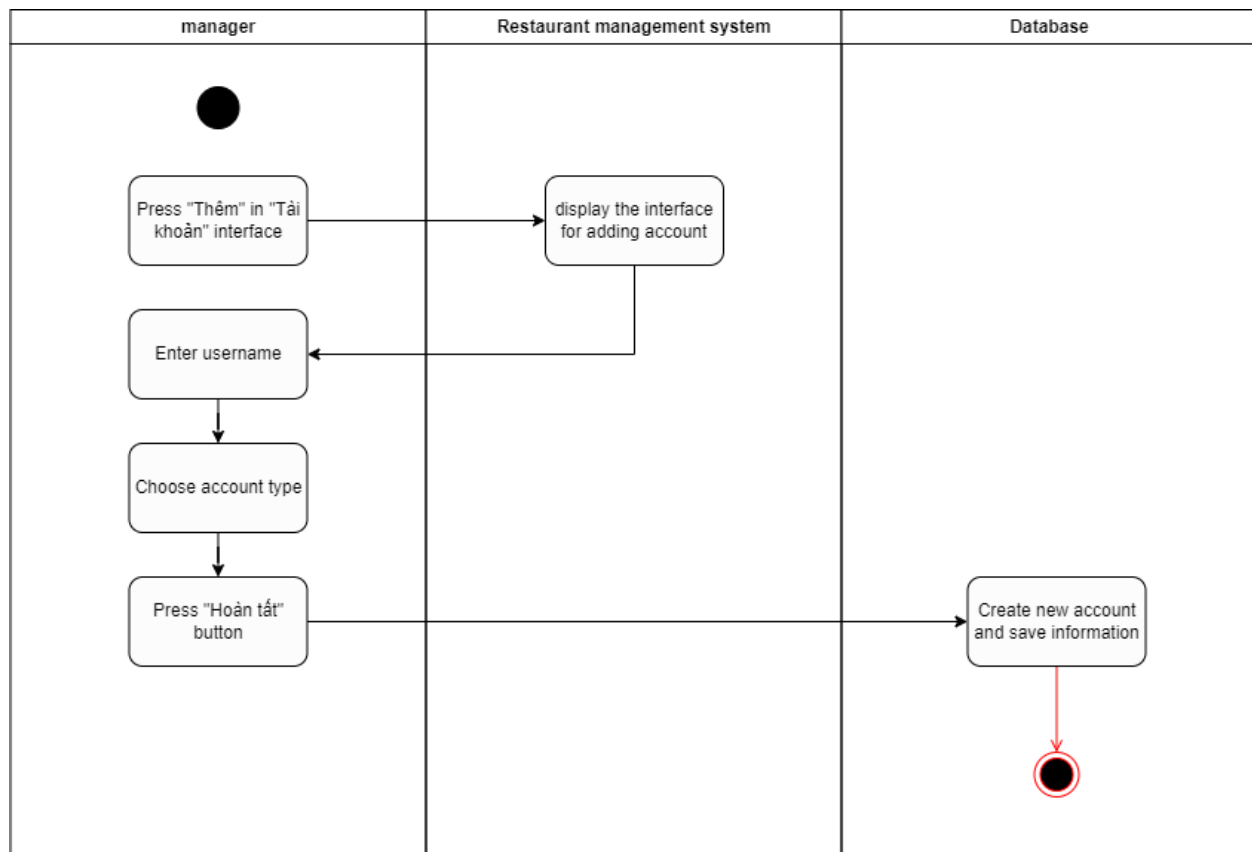 manager
Restaurant management system
Database
Press "Thêm" in "Tài
khoản" interface
display the interface
for adding account
Enter username
Choose account type
Press "Hoàn tất"
button
Create new account
and save information